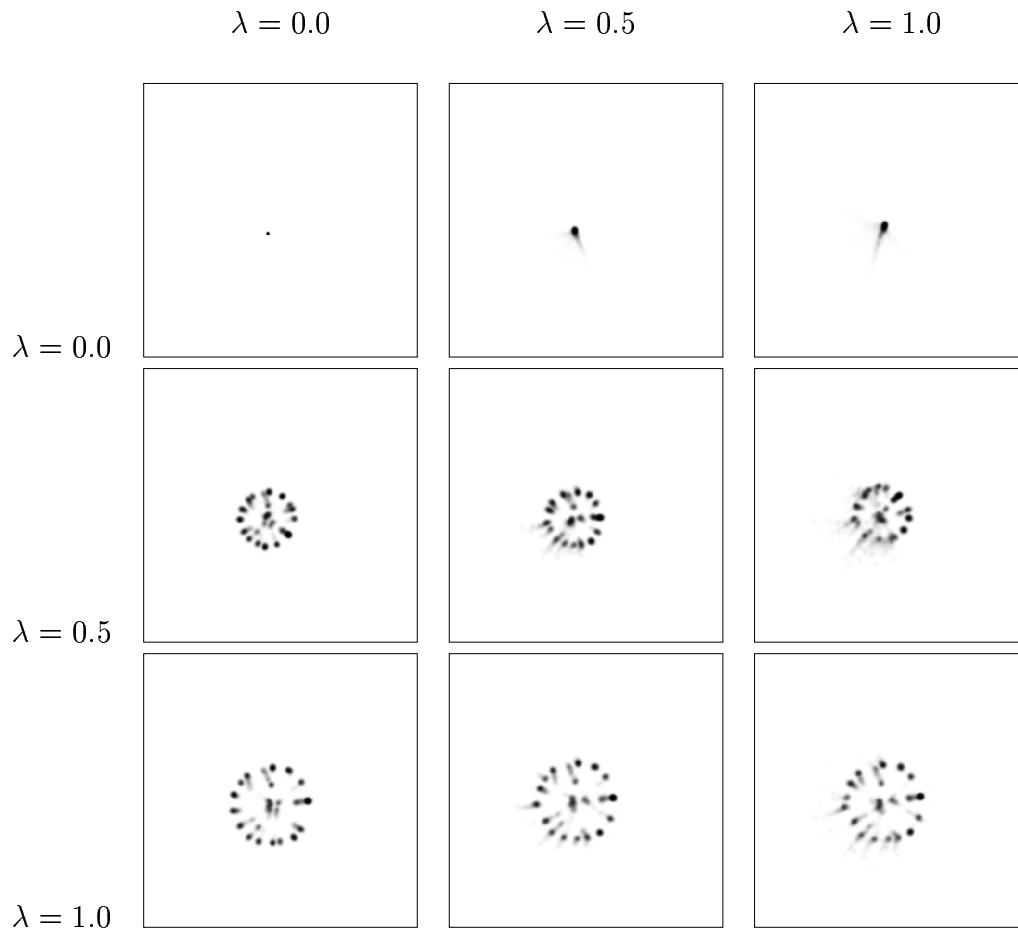 λ = 0.0 λ = 0.5 λ = 1.0
λ = 0.0
λ = 0.5
λ = 1.0